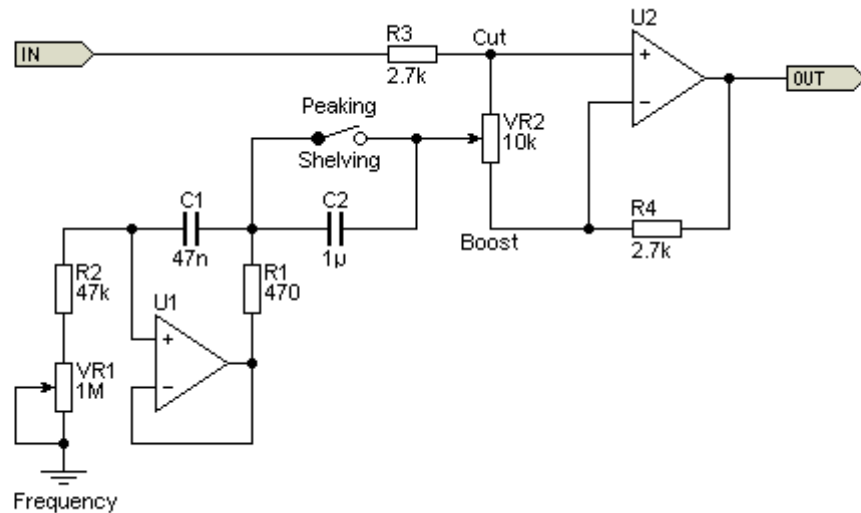 U2
R3
Cut
IN
2.7k
+
OUT
Peaking
VR2
10k
−
Shelving
C1
C2
R4
47n
1µ
Boost
2.7k
R2
47k
R1
470
U1
+
VR1
1M
−
Frequency